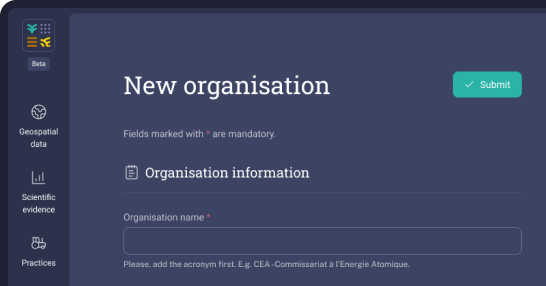 Beta
Geospatial
data
Scientific
evidence
Practices
New organisation
Submit
Fields marked with * are mandatory.
Organisation information
Organisation name *
Please, add the acronym first. E.g. CEA - Commissariat à l'Energie Atomique.